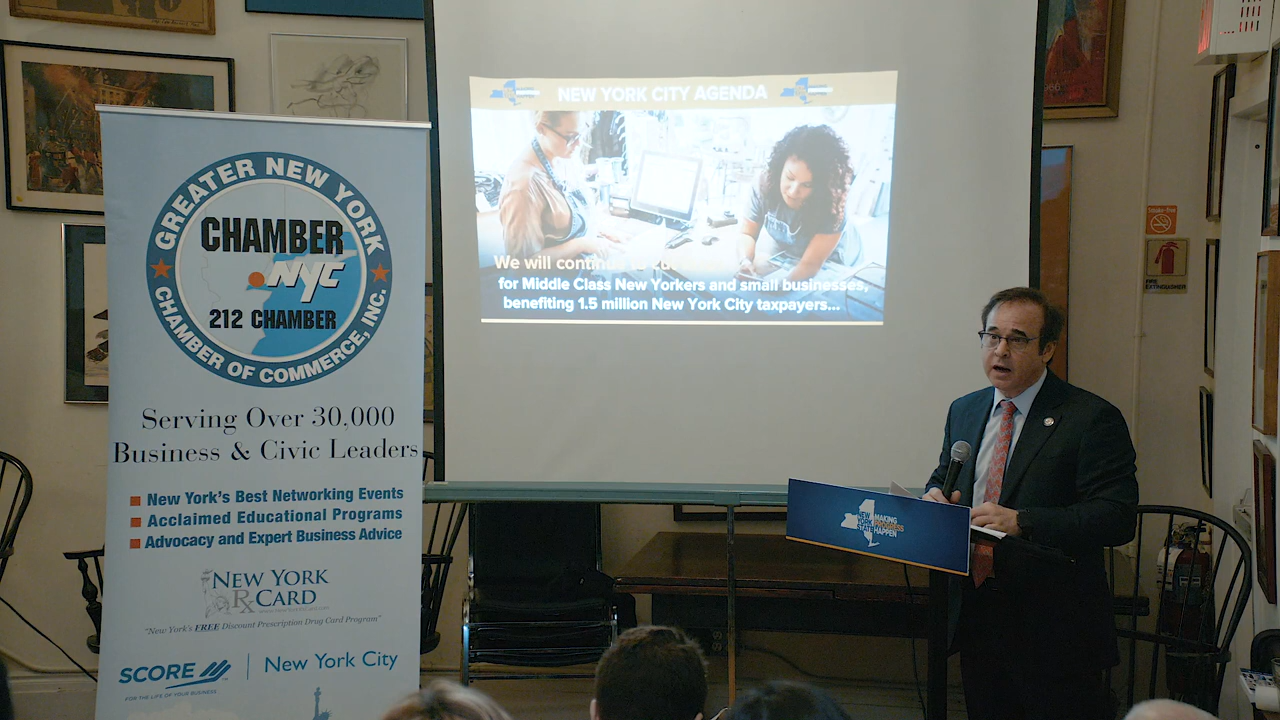 GREATER NEW YORK
CHAMBER
.NYC
212 CHAMBER
CHAMBER OF COMMERCE, INC.
Serving Over 30,000
Business & Civic Leaders
New York's Best Networking Events
Acclaimed Educational Programs
Advocacy and Expert Business Advice
NEW YORK
Rx CARD
"New York's FREE Discount Prescription Drug Card Program"
SCORE
FOR THE LIFE OF YOUR BUSINESS
New York City
NEW YORK CITY AGENDA
We will continue
for Middle Class New Yorkers and small businesses,
benefiting 1.5 million New York City taxpayers...
NEW YORK STATE
MAKING PROGRESS HAPPEN
Smoke-free
FIRE EXTINGUISHER